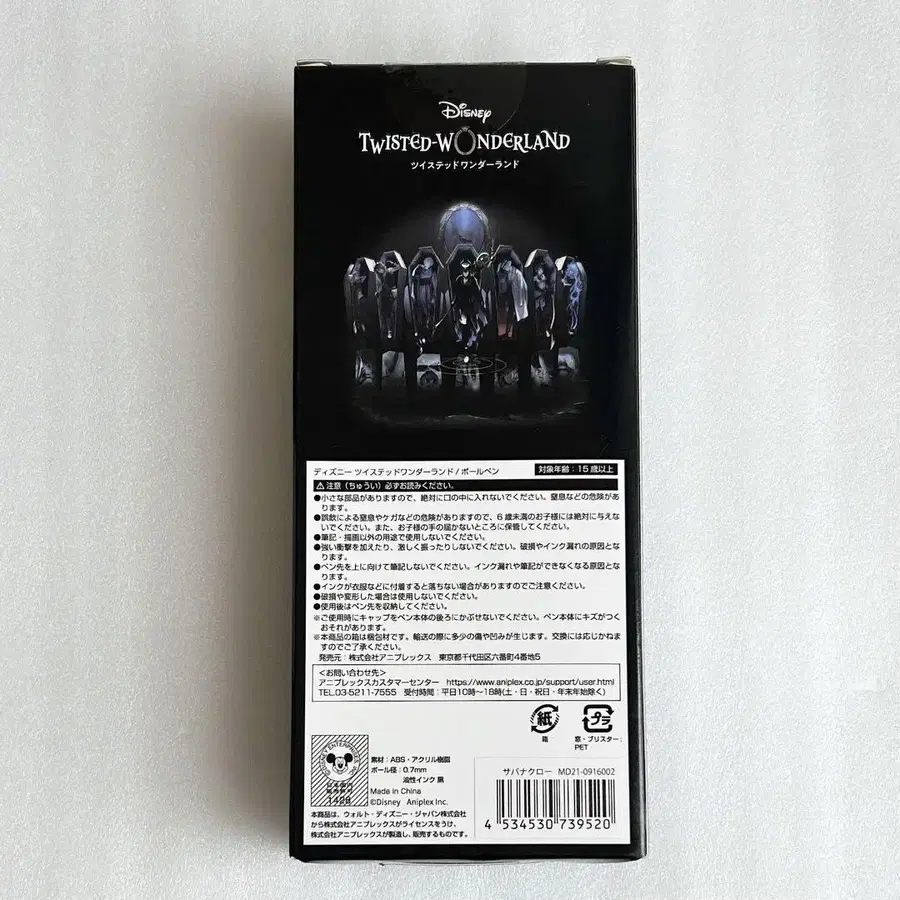 Disney
TWISTED-WONDERLAND
ツイステッドワンダーランド
ディズニー ツイステッドワンダーランド / ボールペン
対象年齢：15歳以上
⚠注意（ちゅうい）必ずお読みください。
●小さな部品がありますので、絶対に口の中に入れないでください。窒息などの危険があ
ります。
●誤飲による窒息やケガなどの危険がありますので、6歳未満のお子様には絶対に与えな
いでください。また、お子様の手の届かないところに保管してください。
●筆記・描画以外の用途で使用しないでください。
●強い衝撃を加えたり、激しく振ったりしないでください。破損やインク漏れの原因とな
ります。
●ペン先を上に向けて筆記しないでください。インク漏れや筆記ができなくなる原因とな
ります。
●インクが衣服などに付着すると落ちない場合がありますのでご注意ください。
●破損や変形した場合は使用しないでください。
●使用後はペン先を収納してください。
※ご使用時にキャップをペン本体の後ろにかぶせないでください。ペン本体にキズがつく
おそれがあります。
※本商品の箱は梱包材です。輸送の際に多少の傷や凹みが生じます。交換には応じかねま
すのでご了承ください。
発売元：株式会社アニプレックス 東京都千代田区六番町4番地5
＜お問い合わせ先＞
アニプレックスカスタマーセンター https://www.aniplex.co.jp/support/user.html
TEL.03-5211-7555 受付時間：平日10時～18時(土・日・祝日・年末年始除く)
紙
箱
プラ
窓・ブリスター：
PET
DISNEY ENTERPRISES, INC.
日本国内
販売許可
1428
素材：ABS・アクリル樹脂
ボール径：0.7mm
油性インク 黒
Made in China
©Disney Aniplex Inc.
本商品は、ウォルト・ディズニー・ジャパン株式会社
から株式会社アニプレックスがライセンスをうけ、
株式会社アニプレックスが製造し、販売するものです。
サバナクロー MD21-0916002
4 534530 739520